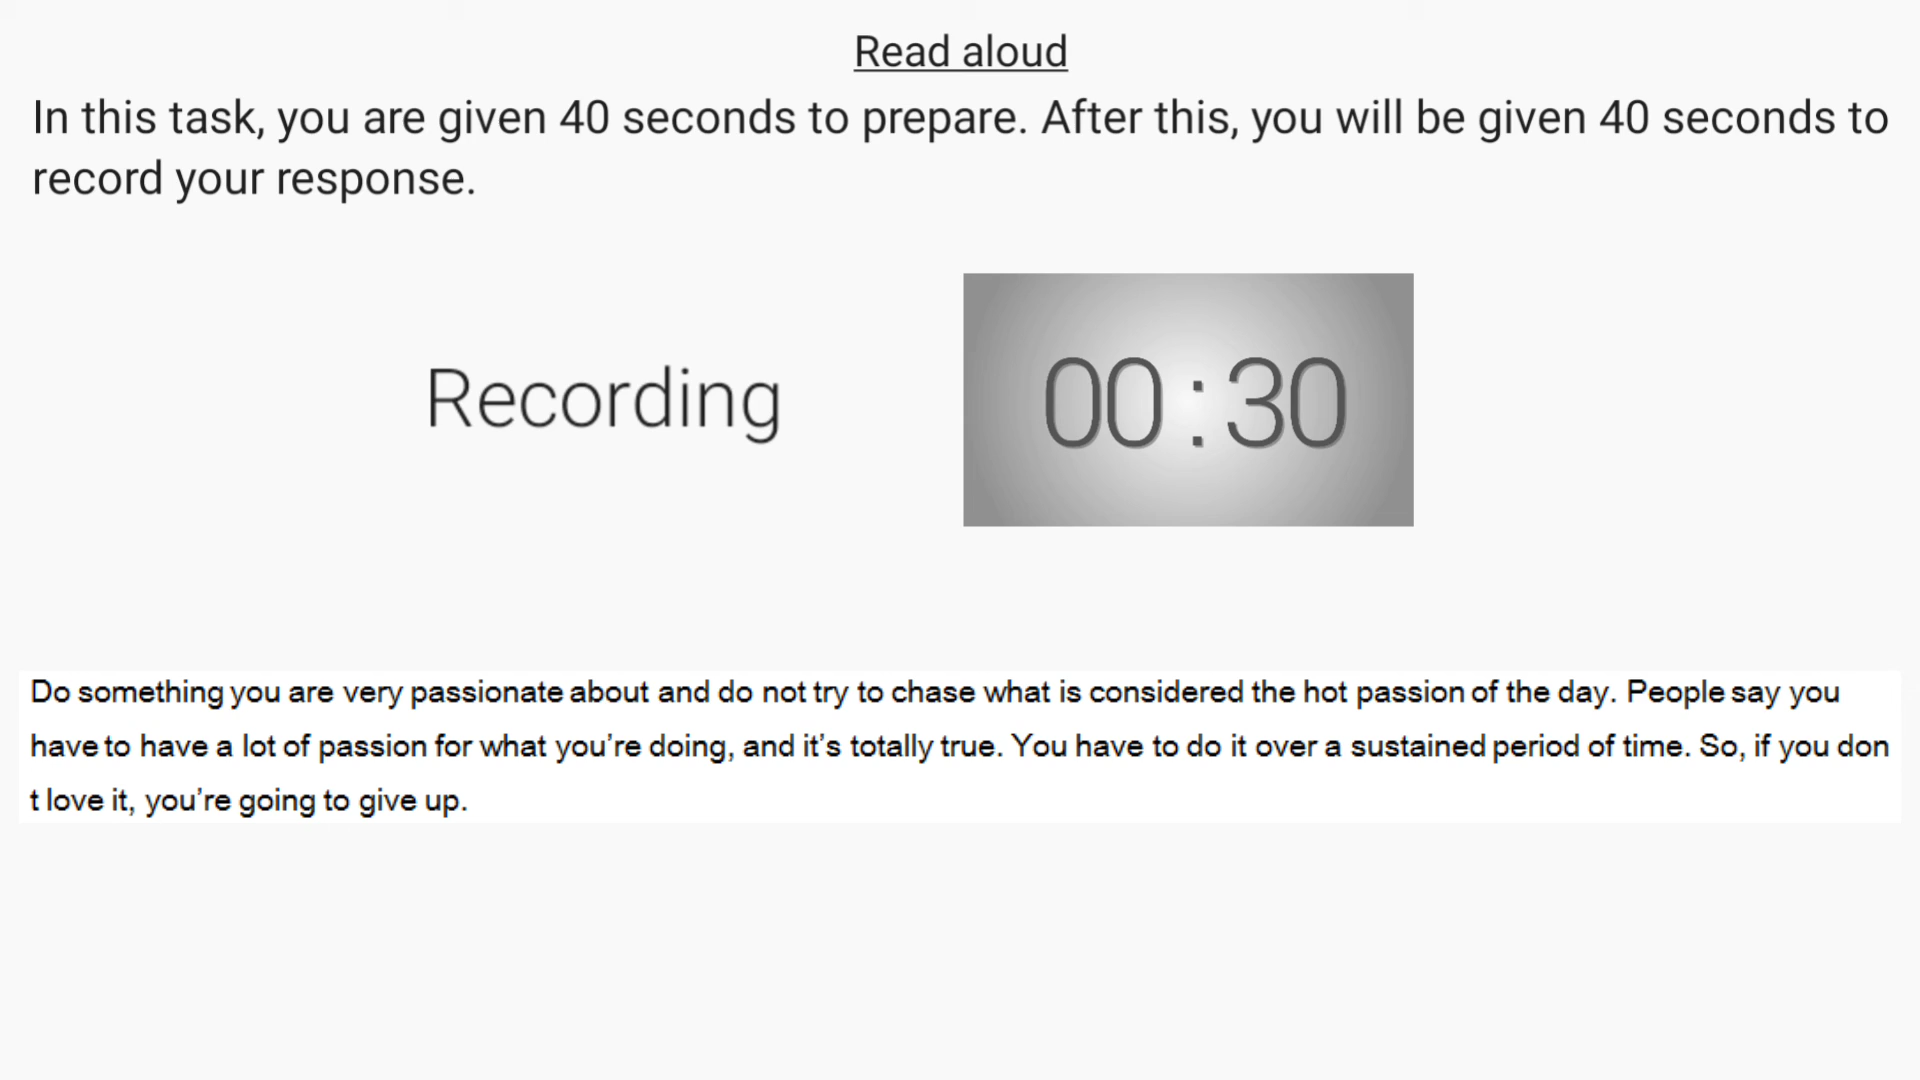 Read aloud
In this task, you are given 40 seconds to prepare. After this, you will be given 40 seconds to
record your response.
Recording
00:30
Do something you are very passionate about and do not try to chase what is considered the hot passion of the day. People say you
have to have a lot of passion for what you’re doing, and it’s totally true. You have to do it over a sustained period of time. So, if you don
t love it, you’re going to give up.